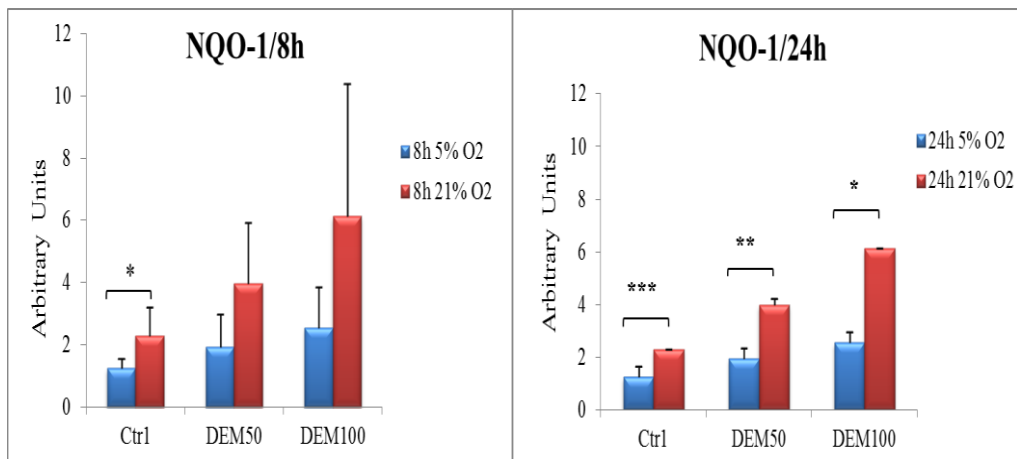 NQO-1/8h
Arbitrary Units
12
10
8
6
4
2
0
*
Ctrl DEM50 DEM100
8h 5% O2
8h 21% O2
NQO-1/24h
Arbitrary Units
12
10
8
6
4
2
0
***
**
*
Ctrl DEM50 DEM100
24h 5% O2
24h 21% O2